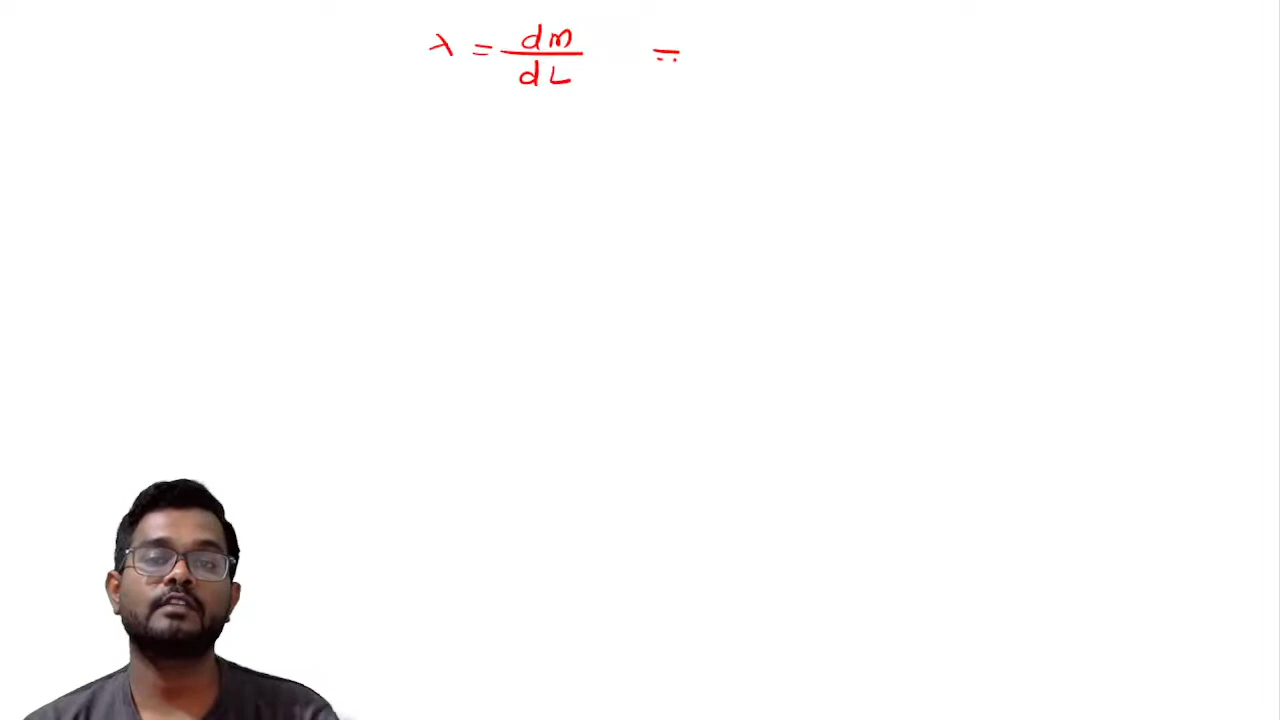 λ = dm/dL =